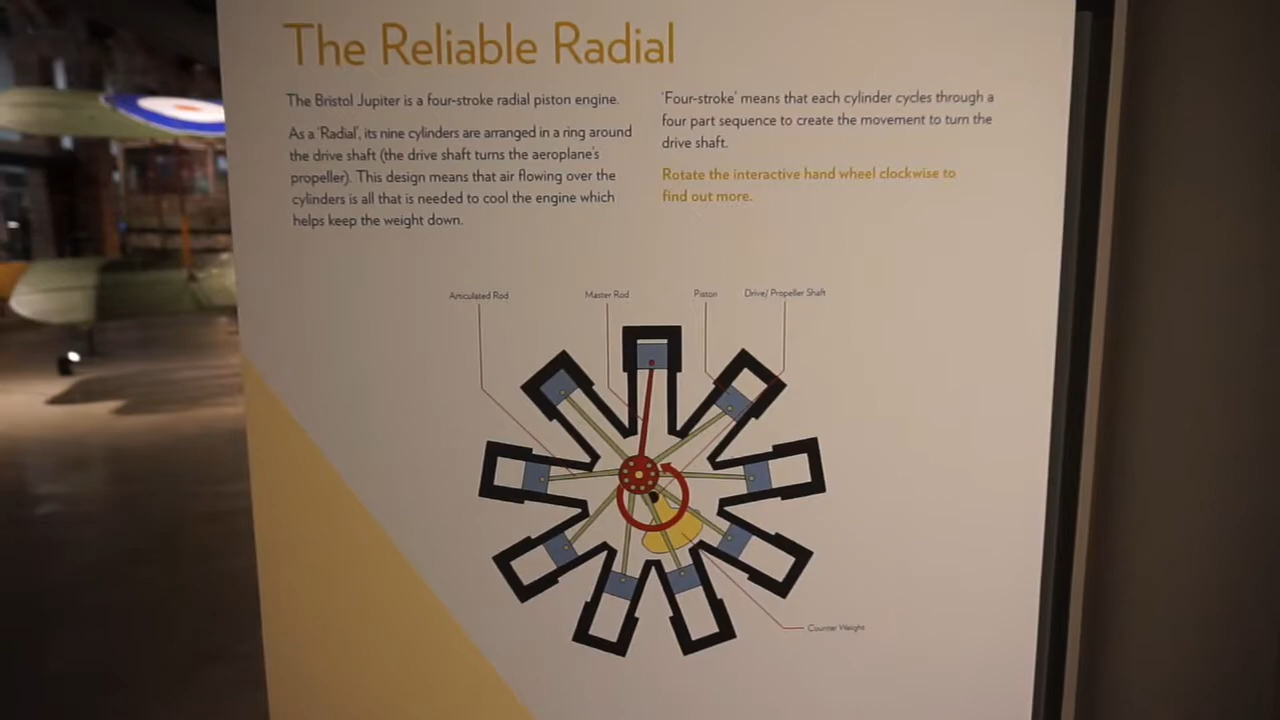 The Reliable Radial
The Bristol Jupiter is a four-stroke radial piston engine.
As a 'Radial', its nine cylinders are arranged in a ring around
the drive shaft (the drive shaft turns the aeroplane's
propeller). This design means that air flowing over the
cylinders is all that is needed to cool the engine which
helps keep the weight down.
'Four-stroke' means that each cylinder cycles through a
four part sequence to create the movement to turn the
drive shaft.
Rotate the interactive hand wheel clockwise to
find out more.
Articulated Rod
Master Rod
Piston
Drive/ Propeller Shaft
Counter Weight